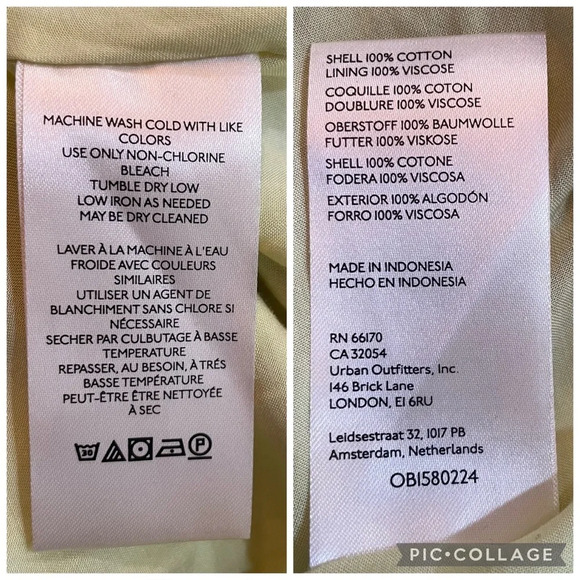 MACHINE WASH COLD WITH LIKE
COLORS
USE ONLY NON-CHLORINE
BLEACH
TUMBLE DRY LOW
LOW IRON AS NEEDED
MAY BE DRY CLEANED
LAVER À LA MACHINE À L'EAU
FROIDE AVEC COULEURS
SIMILAIRES
UTILISER UN AGENT DE
BLANCHIMENT SANS CHLORE SI
NÉCESSAIRE
SECHER PAR CULBUTAGE À BASSE
TEMPERATURE
REPASSER, AU BESOIN, À TRÉS
BASSE TEMPÉRATURE
PEUT-ÊTRE ÊTRE NETTOYÉE
À SEC
30 P
SHELL 100% COTTON
LINING 100% VISCOSE
COQUILLE 100% COTON
DOUBLURE 100% VISCOSE
OBERSTOFF 100% BAUMWOLLE
FUTTER 100% VISKOSE
SHELL 100% COTONE
FODERA 100% VISCOSA
EXTERIOR 100% ALGODÓN
FORRO 100% VISCOSA
MADE IN INDONESIA
HECHO EN INDONESIA
RN 66170
CA 32054
Urban Outfitters, Inc.
146 Brick Lane
LONDON, E1 6RU
Leidsestraat 32, 1017 PB
Amsterdam, Netherlands
OB1580224
PIC•COLLAGE